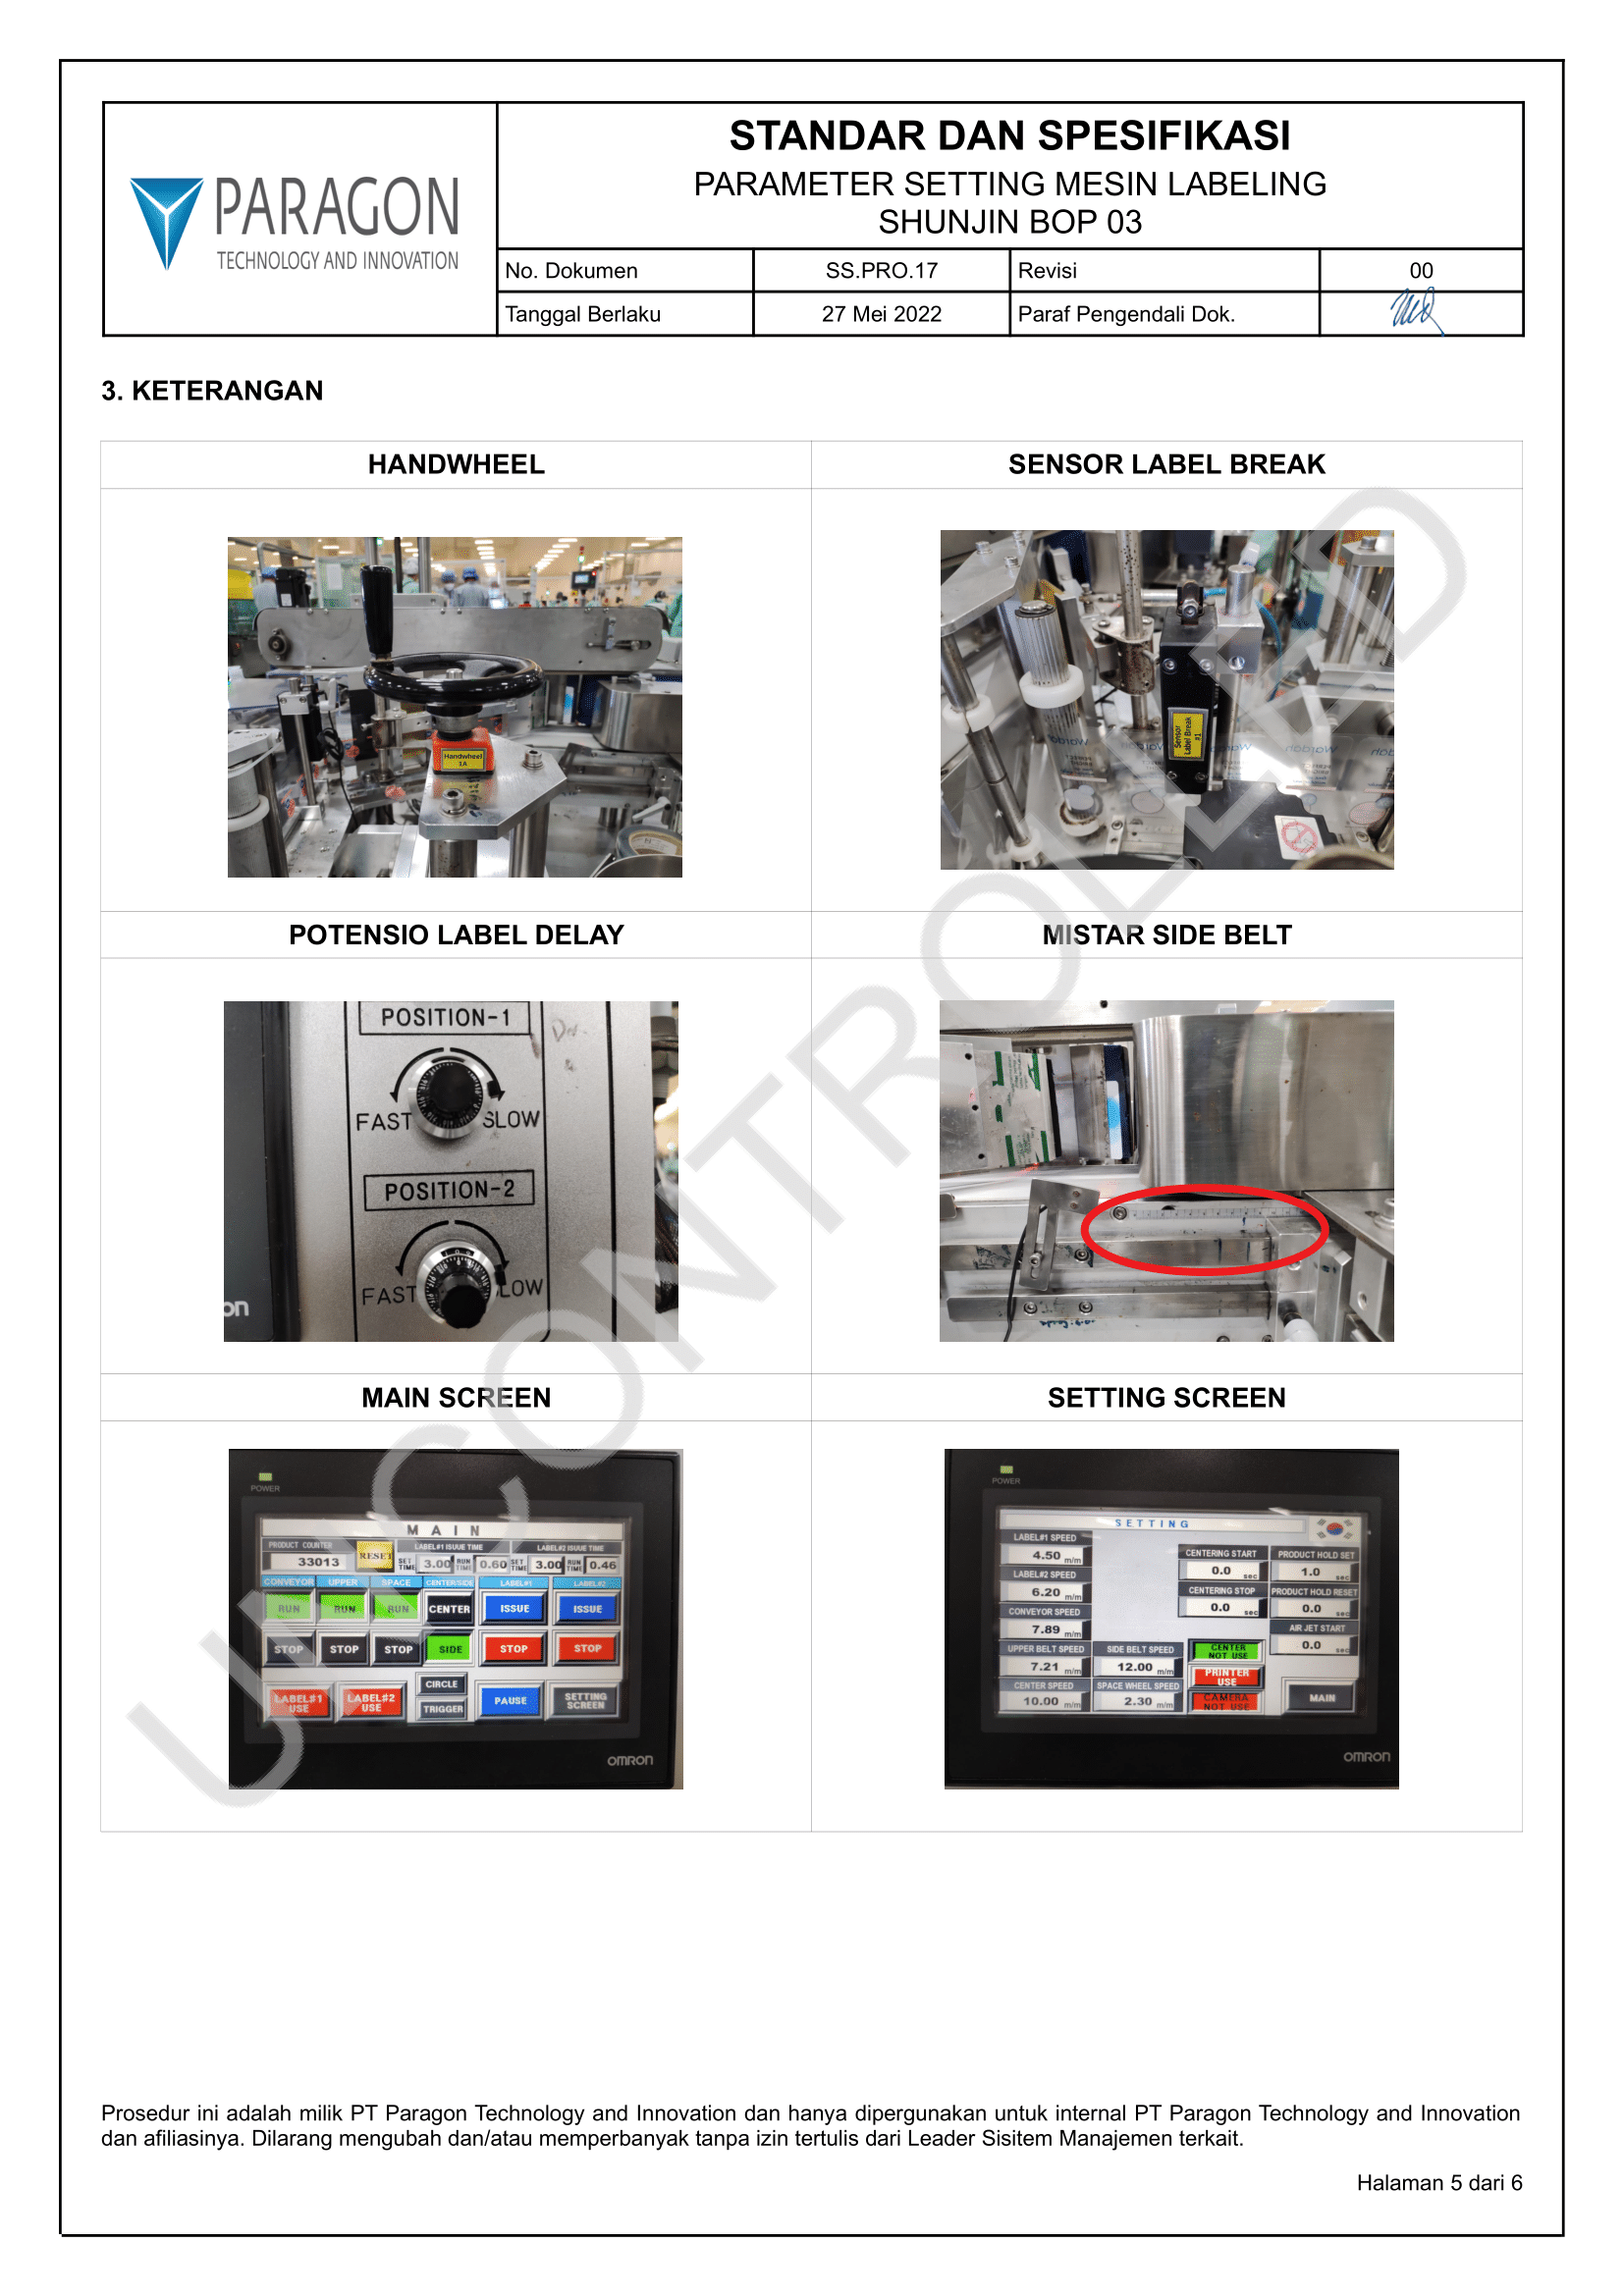 PARAGON
TECHNOLOGY AND INNOVATION
STANDAR DAN SPESIFIKASI
PARAMETER SETTING MESIN LABELING
SHUNJIN BOP 03
No. Dokumen SS.PRO.17 Revisi 00
Tanggal Berlaku 27 Mei 2022 Paraf Pengendali Dok.
3. KETERANGAN
HANDWHEEL SENSOR LABEL BREAK
Handwheel
1A
Sensor
Label Break
#1
POTENSIO LABEL DELAY MISTAR SIDE BELT
POSITION-1
FAST SLOW
POSITION-2
FAST SLOW
MAIN SCREEN SETTING SCREEN
POWER
MAIN
PRODUCT COUNTER
33013
RESET
LABEL#1 ISUUE TIME LABEL#2 ISUUE TIME
SET TIME 3.00 RUN TIME 0.60 SET TIME 3.00 RUN TIME 0.46
CONVEYOR UPPER SPACE CENTER/SIDE LABEL#1 LABEL#2
RUN RUN RUN CENTER ISSUE ISSUE
STOP STOP STOP SIDE STOP STOP
LABEL#1 USE LABEL#2 USE CIRCLE TRIGGER PAUSE SETTING SCREEN
OMRON
POWER
SETTING
LABEL#1 SPEED
4.50 m/m
LABEL#2 SPEED
6.20 m/m
CONVEYOR SPEED
7.89 m/m
UPPER BELT SPEED
7.21 m/m
CENTER SPEED
10.00 m/m
SIDE BELT SPEED
12.00 m/m
SPACE WHEEL SPEED
2.30 m/m
CENTERING START
0.0 sec
CENTERING STOP
0.0 sec
CENTER NOT USE
PRINTER USE
CAMERA NOT USE
PRODUCT HOLD SET
1.0 sec
PRODUCT HOLD RESET
0.0 sec
AIR JET START
0.0 sec
MAIN
OMRON
UNCONTROLLED
Prosedur ini adalah milik PT Paragon Technology and Innovation dan hanya dipergunakan untuk internal PT Paragon Technology and Innovation
dan afiliasinya. Dilarang mengubah dan/atau memperbanyak tanpa izin tertulis dari Leader Sisitem Manajemen terkait.
Halaman 5 dari 6